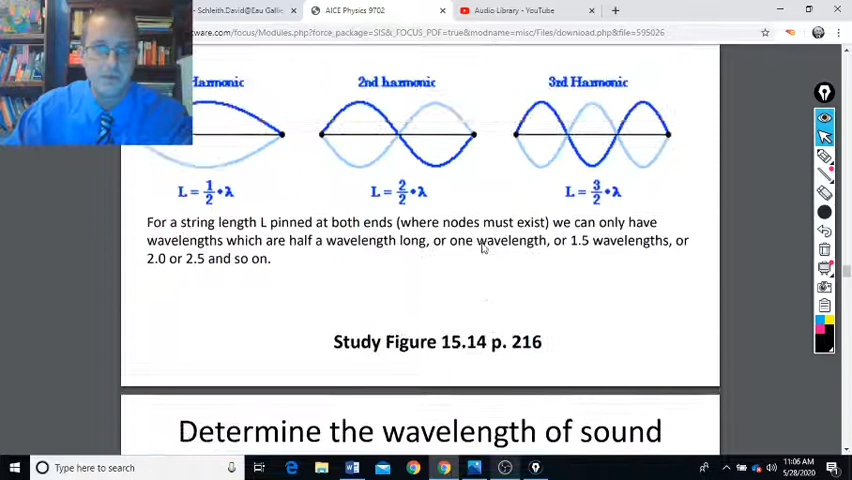 Schleith.David@Eau Galli
AICE Physics 9702
Audio Library - YouTube
ware.com/focus/Modules.php?force_package=SIS&_FOCUS_PDF=true&modname=misc/Files/download.php&file=595026
Harmonic
2nd harmonic
3rd Harmonic
L = 1/2 • λ
L = 2/2 • λ
L = 3/2 • λ
For a string length L pinned at both ends (where nodes must exist) we can only have
wavelengths which are half a wavelength long, or one wavelength, or 1.5 wavelengths, or
2.0 or 2.5 and so on.
Study Figure 15.14 p. 216
Determine the wavelength of sound
Type here to search
11:06 AM
5/28/2020